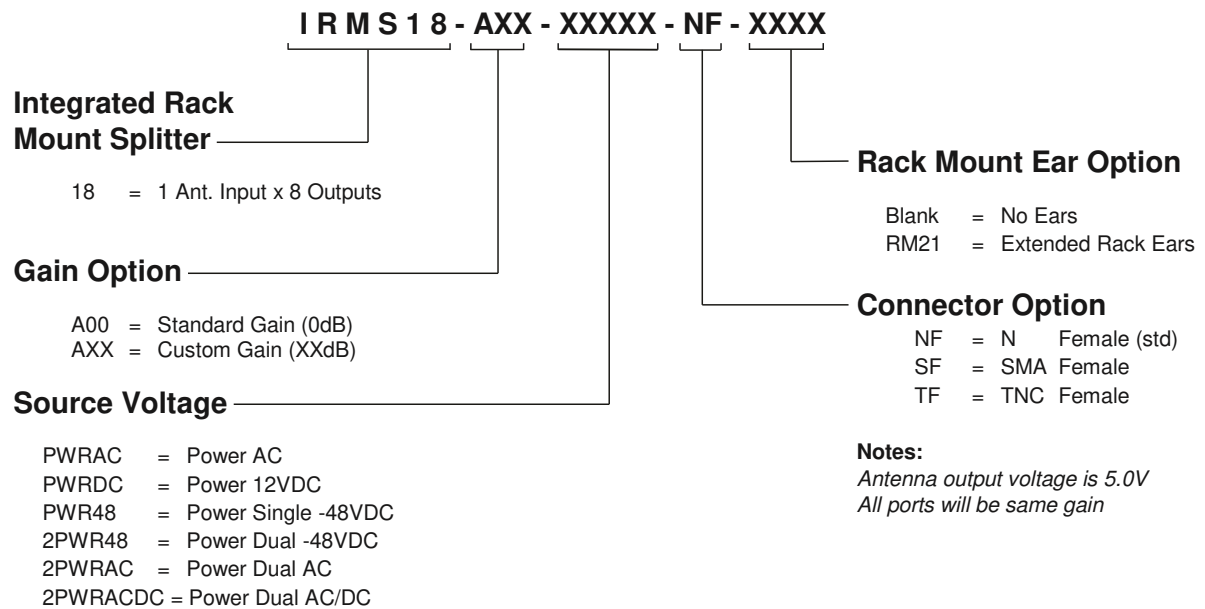 I R M S 1 8 - AXX - XXXXX - NF - XXXX
Integrated Rack
Mount Splitter
18 = 1 Ant. Input x 8 Outputs
Gain Option
A00 = Standard Gain (0dB)
AXX = Custom Gain (XXdB)
Source Voltage
PWRAC = Power AC
PWRDC = Power 12VDC
PWR48 = Power Single -48VDC
2PWR48 = Power Dual -48VDC
2PWRAC = Power Dual AC
2PWRACDC = Power Dual AC/DC
Rack Mount Ear Option
Blank = No Ears
RM21 = Extended Rack Ears
Connector Option
NF = N Female (std)
SF = SMA Female
TF = TNC Female
Notes:
Antenna output voltage is 5.0V
All ports will be same gain